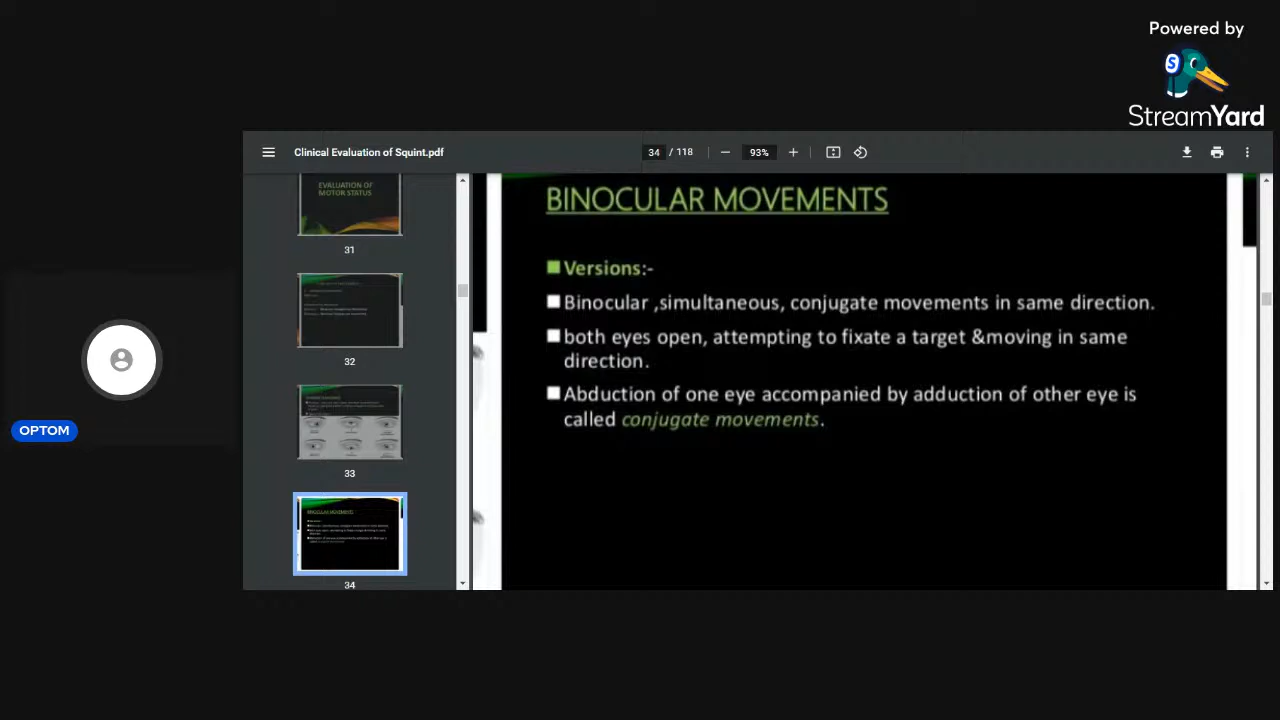 Powered by
StreamYard
Clinical Evaluation of Squint.pdf
34 / 118
93%
EVALUATION OF
MOTOR STATUS
31
32
33
34
BINOCULAR MOVEMENTS
Versions:-
Binocular ,simultaneous, conjugate movements in same direction.
both eyes open, attempting to fixate a target &moving in same
direction.
Abduction of one eye accompanied by adduction of other eye is
called conjugate movements.
OPTOM